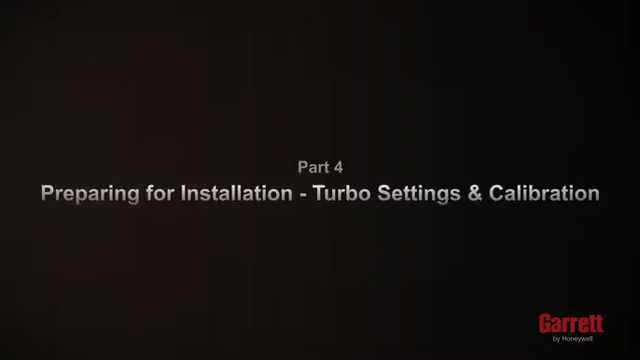 Part 4
Preparing for Installation - Turbo Settings & Calibration
Garrett
by Honeywell